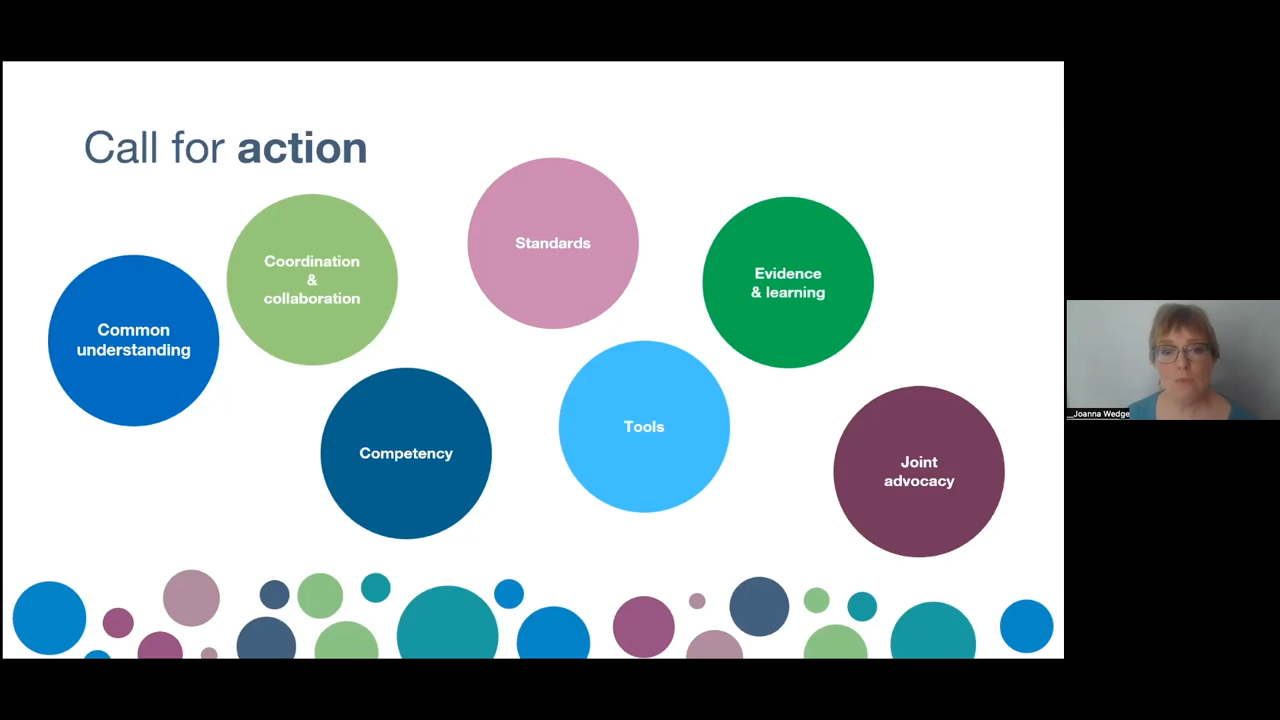 Call for action
Common
understanding
Coordination
&
collaboration
Competency
Standards
Tools
Evidence
& learning
Joint
advocacy
Joanna Wedge